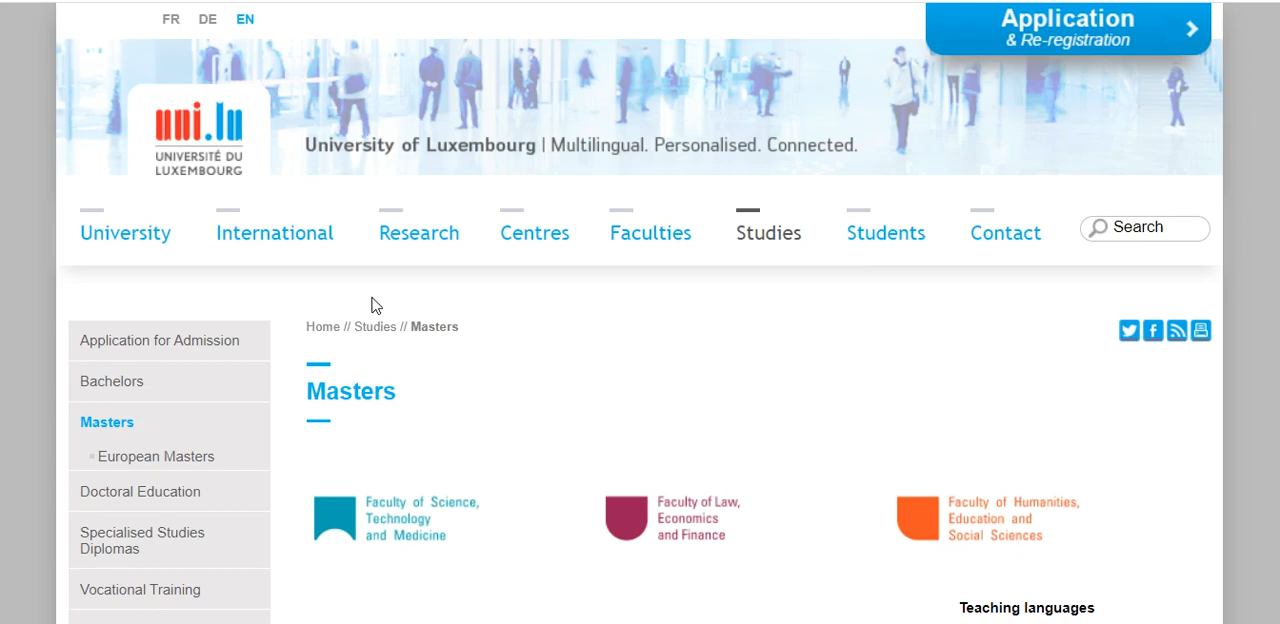 FR DE EN
Application
& Re-registration
uni.lu
UNIVERSITÉ DU
LUXEMBOURG
University of Luxembourg | Multilingual. Personalised. Connected.
University International Research Centres Faculties Studies Students Contact Search
Home // Studies // Masters
Masters
Application for Admission
Bachelors
Masters
European Masters
Doctoral Education
Specialised Studies
Diplomas
Vocational Training
Faculty of Science,
Technology
and Medicine
Faculty of Law,
Economics
and Finance
Faculty of Humanities,
Education and
Social Sciences
Teaching languages